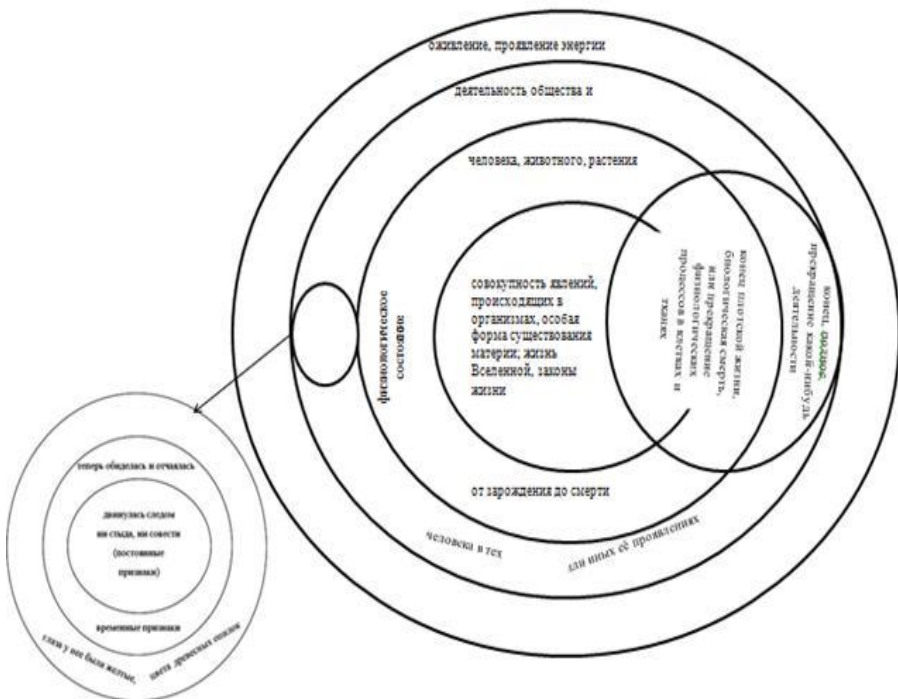 оживление, проявление энергии
деятельность общества и
человека, животного, растения
физиологическое
состояние
совокупность явлений,
происходящих в
организмах, особая
форма существования
материи; жизнь
Вселенной, законы
жизни
конец плотской жизни,
биологическая смерть,
или прекращение
физиологических
процессов в клетках и
тканях
конец, полное,
прекращение какой-нибудь
деятельности
от зарождения до смерти
человека в тех
или иных её проявлениях
теперь обиделась и отчаялась
двинулась следом
ни стыда, ни совести
(постоянные
признаки)
временные признаки
глаза у нее были желтые,
цвета древесных опилок